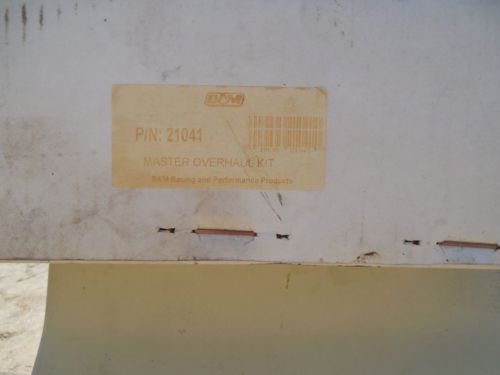 B&M
P/N: 21041
MASTER OVERHAUL KIT
B&M Racing and Performance Products